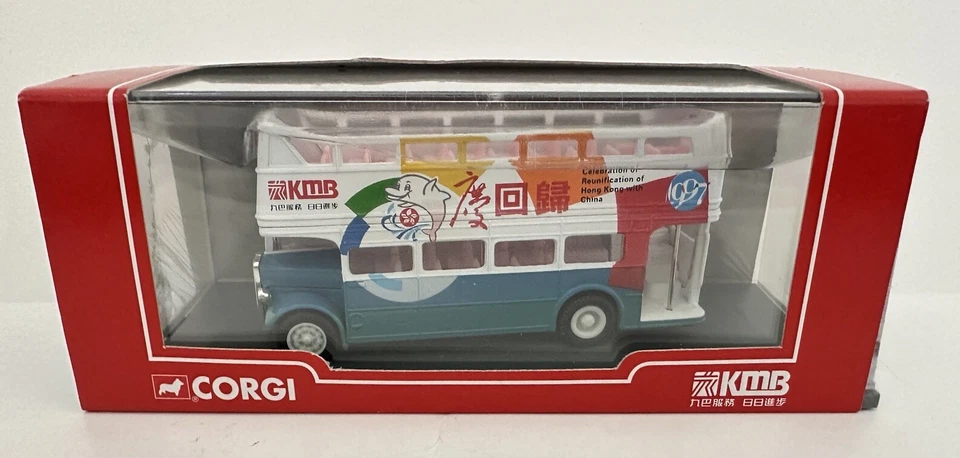 KMB
九巴服務 日日進步
慶回歸
Celebration of
Reunification of
Hong Kong with
China
1997
CORGI
®
KMB
九巴服務 日日進步